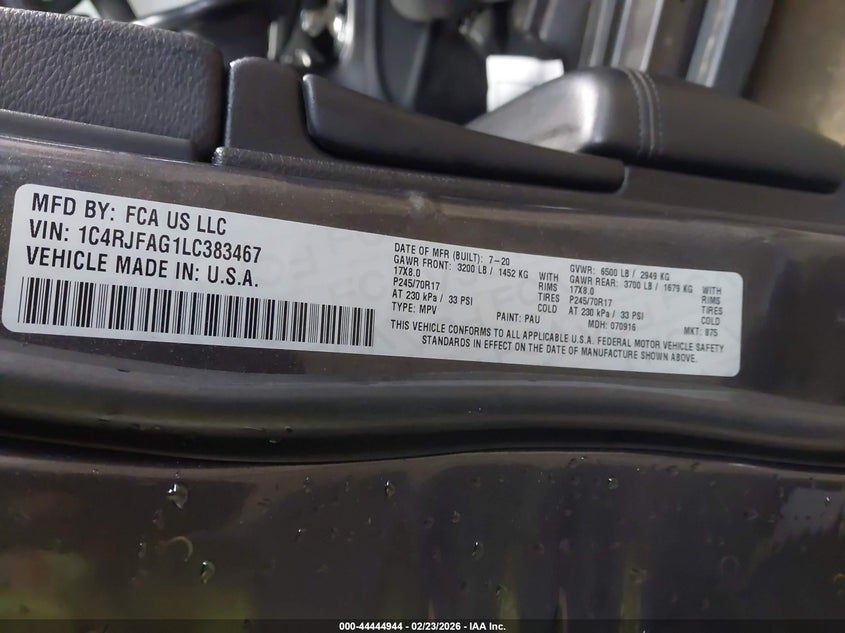 MFD BY: FCA US LLC
VIN: 1C4RJFAG1LC383467
VEHICLE MADE IN: U.S.A.
DATE OF MFR (BUILT): 7-20
GAWR FRONT: 3200 LB / 1452 KG WITH
17X8.0 RIMS
P245/70R17 TIRES
AT 230 kPa / 33 PSI COLD
TYPE: MPV PAINT: PAU
GVWR: 6500 LB / 2949 KG
GAWR REAR: 3700 LB / 1679 KG WITH
17X8.0 RIMS
P245/70R17 TIRES
AT 230 kPa / 33 PSI COLD
MDH: 070916 MKT: 875
THIS VEHICLE CONFORMS TO ALL APPLICABLE U.S.A. FEDERAL MOTOR VEHICLE SAFETY
STANDARDS IN EFFECT ON THE DATE OF MANUFACTURE SHOWN ABOVE.
000-44444944 | 02/23/2026 | IAA Inc.